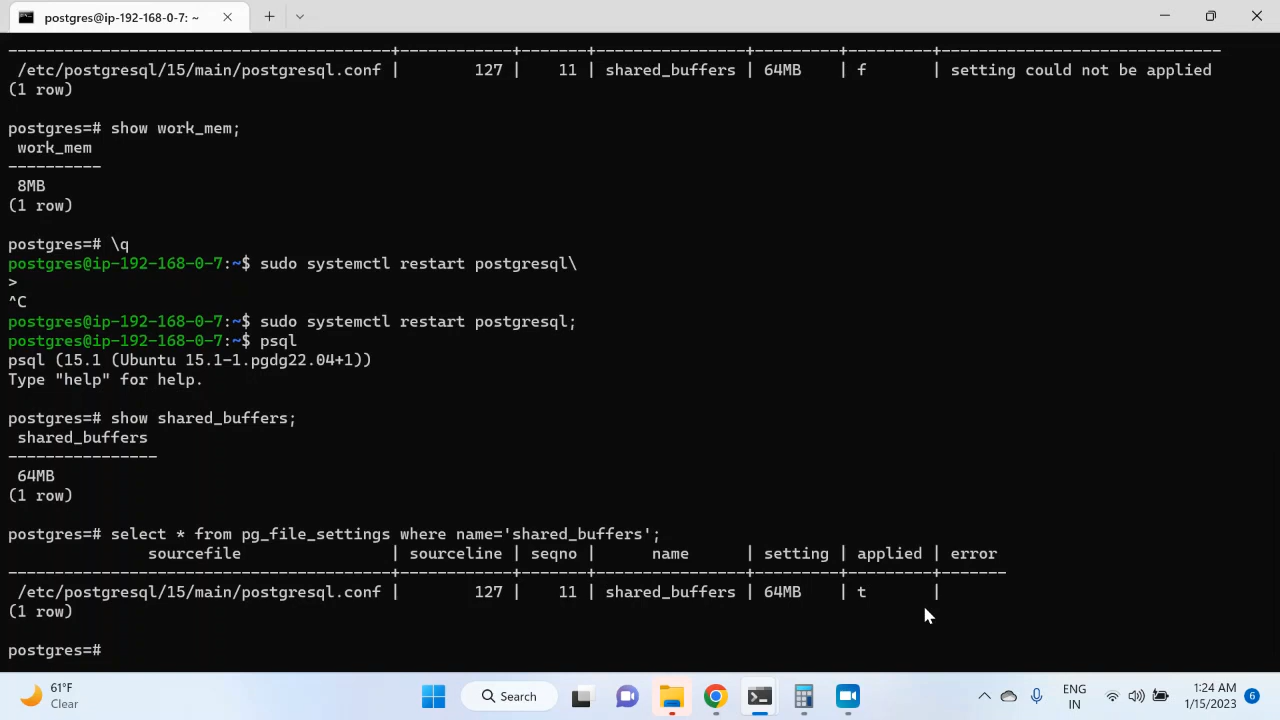 postgres@ip-192-168-0-7: ~
-----------------------------------------+------------+-------+----------------+---------+---------+------------------------------
/etc/postgresql/15/main/postgresql.conf | 127 | 11 | shared_buffers | 64MB | f | setting could not be applied
(1 row)
postgres=# show work_mem;
work_mem
----------
8MB
(1 row)
postgres=# \q
postgres@ip-192-168-0-7:~$ sudo systemctl restart postgresql\
>
^C
postgres@ip-192-168-0-7:~$ sudo systemctl restart postgresql;
postgres@ip-192-168-0-7:~$ psql
psql (15.1 (Ubuntu 15.1-1.pgdg22.04+1))
Type "help" for help.
postgres=# show shared_buffers;
shared_buffers
----------------
64MB
(1 row)
postgres=# select * from pg_file_settings where name='shared_buffers';
sourcefile | sourceline | seqno | name | setting | applied | error
-----------------------------------------+------------+-------+----------------+---------+---------+-------
/etc/postgresql/15/main/postgresql.conf | 127 | 11 | shared_buffers | 64MB | t |
(1 row)
postgres=#
61°F
Clear
Search
ENG
IN
1:24 AM
1/15/2023
6